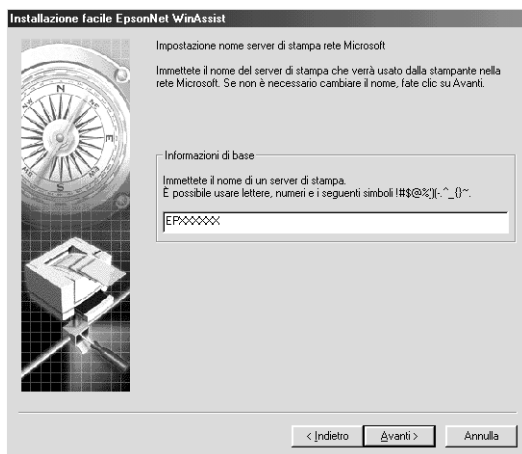 Installazione facile EpsonNet WinAssist
Impostazione nome server di stampa rete Microsoft
Immettete il nome del server di stampa che verrà usato dalla stampante nella
rete Microsoft. Se non è necessario cambiare il nome, fate clic su Avanti.
Informazioni di base
Immettete il nome di un server di stampa.
È possibile usare lettere, numeri e i seguenti simboli !#$@%')(-.^_{}~.
EPXXXXXX
N
E
S
< Indietro
Avanti >
Annulla